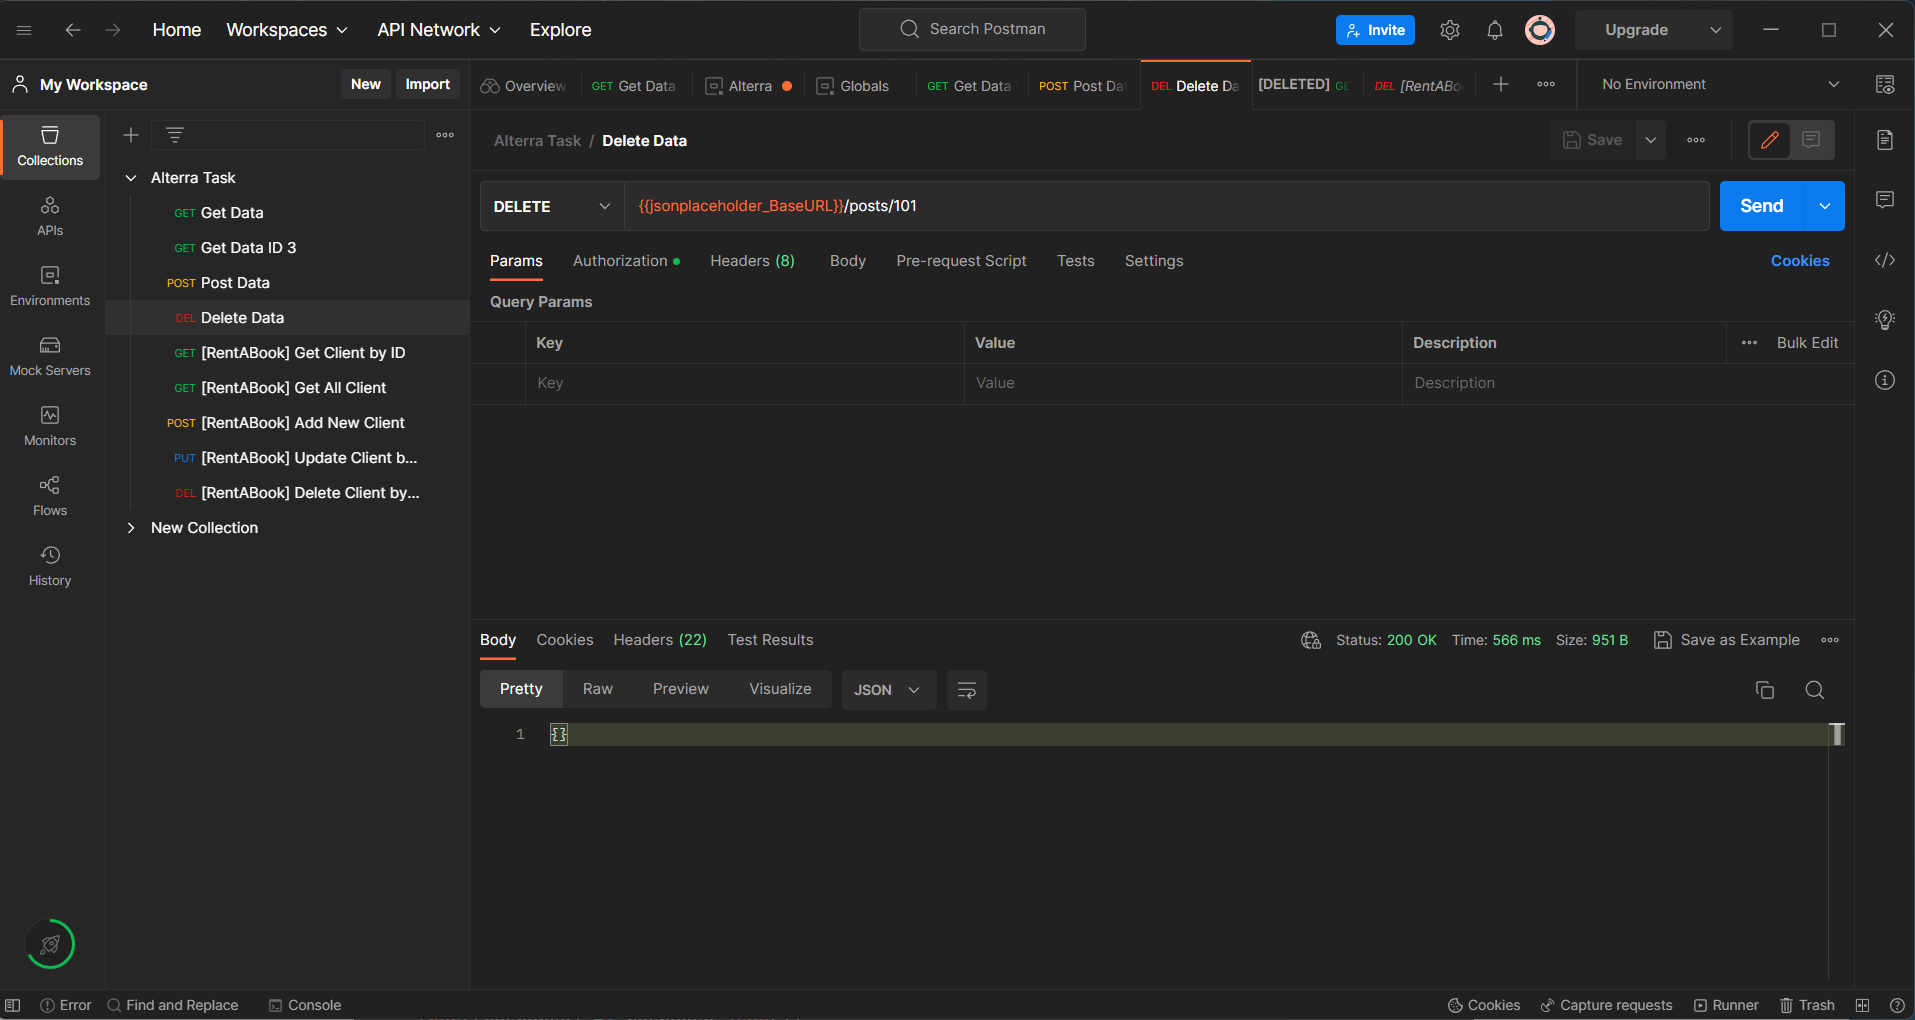 Home Workspaces API Network Explore Search Postman Invite Upgrade
My Workspace New Import
Overview GET Get Data Alterra Globals GET Get Data POST Post Dat DEL Delete Da [DELETED] GE DEL [RentABo No Environment
Collections
APIs
Environments
Mock Servers
Monitors
Flows
History
Alterra Task
GET Get Data
GET Get Data ID 3
POST Post Data
DEL Delete Data
GET [RentABook] Get Client by ID
GET [RentABook] Get All Client
POST [RentABook] Add New Client
PUT [RentABook] Update Client b...
DEL [RentABook] Delete Client by...
New Collection
Alterra Task / Delete Data Save
DELETE {{jsonplaceholder_BaseURL}}/posts/101 Send
Params Authorization Headers (8) Body Pre-request Script Tests Settings Cookies
Query Params
Key Value Description Bulk Edit
Key Value Description
Body Cookies Headers (22) Test Results Status: 200 OK Time: 566 ms Size: 951 B Save as Example
Pretty Raw Preview Visualize JSON
1 {}
Error Find and Replace Console Cookies Capture requests Runner Trash